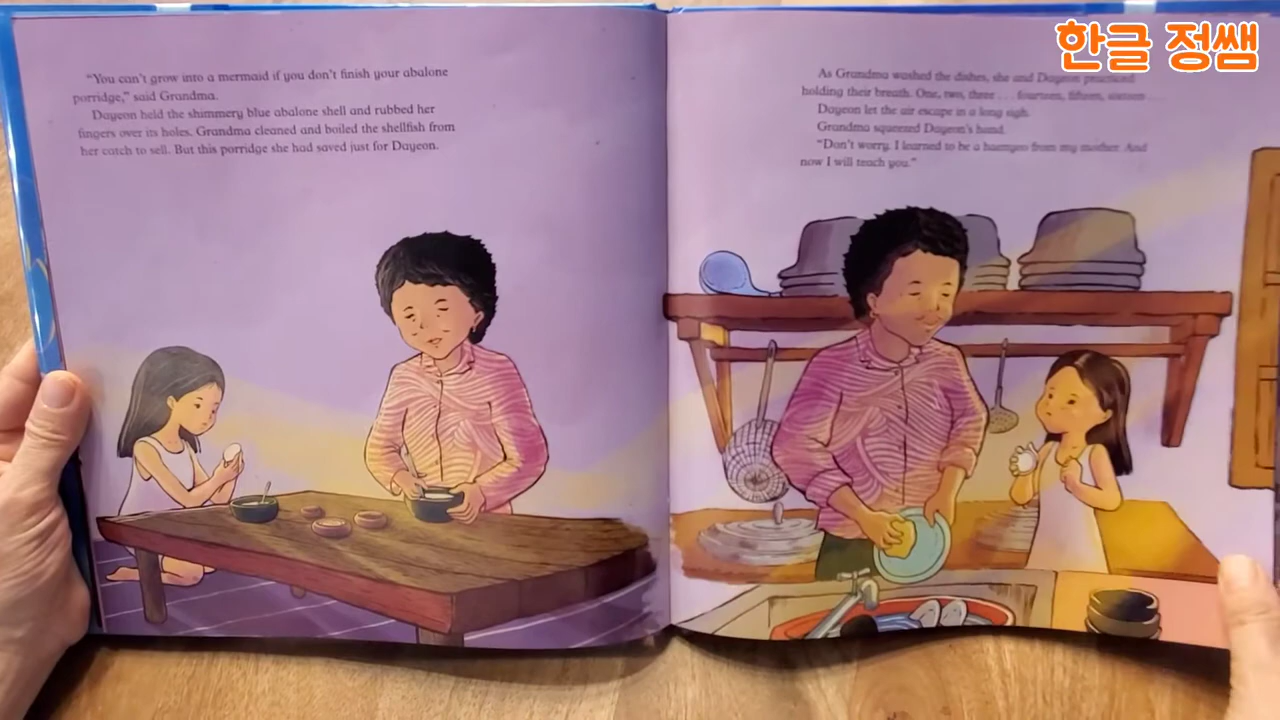 "You can't grow into a mermaid if you don't finish your abalone
porridge," said Grandma.
Dayeon held the shimmery blue abalone shell and rubbed her
fingers over its holes. Grandma cleaned and boiled the shellfish from
her catch to sell. But this porridge she had saved just for Dayeon.
한글 정쌤
As Grandma washed the dishes, she and Dayeon practiced
holding their breath. One, two, three . . . fourteen, fifteen, sixteen . . .
Dayeon let the air escape in a long sigh.
Grandma squeezed Dayeon's hand.
"Don't worry. I learned to be a haenyeo from my mother. And
now I will teach you."